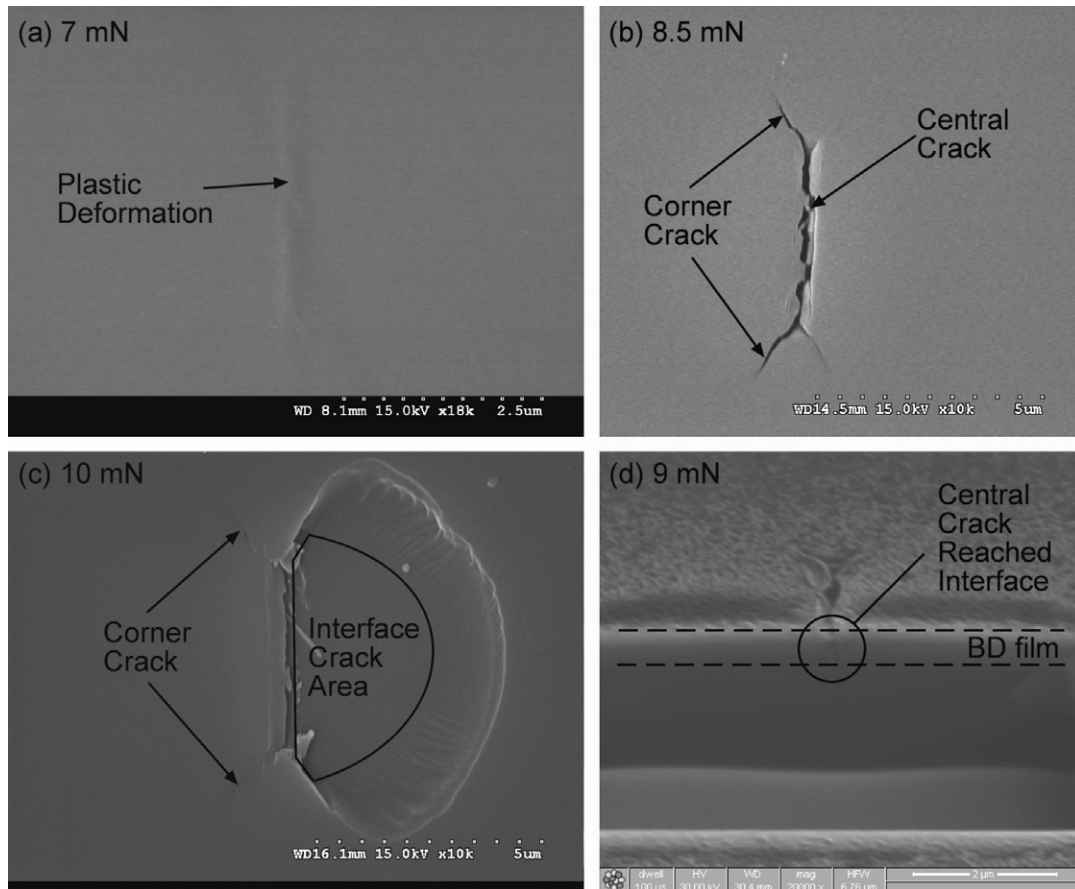 (a) 7 mN
Plastic
Deformation
WD 8.1mm 15.0kV x18k 2.5um
(b) 8.5 mN
Central
Crack
Corner
Crack
WD14.5mm 15.0kV x10k 5um
(c) 10 mN
Corner
Crack
Interface
Crack
Area
WD16.1mm 15.0kV x10k 5um
(d) 9 mN
Central
Crack
Reached
Interface
BD film
dwell HV WD mag HFW 2 µm
100 µs 30.00 kV 30.4 mm 20000 x 6.76 µm